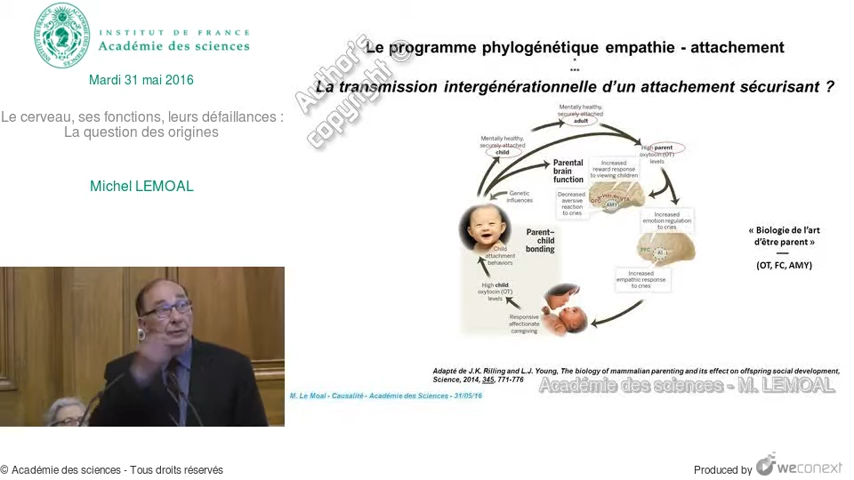 INSTITUT DE FRANCE
Académie des sciences
Mardi 31 mai 2016
Le cerveau, ses fonctions, leurs défaillances :
La question des origines
Michel LEMOAL
Author's
copyright ©
Le programme phylogénétique empathie - attachement
La transmission intergénérationnelle d'un attachement sécurisant ?
Mentally healthy,
securely attached
adult
Mentally healthy,
securely attached
child
High parent
oxytocin (OT)
levels
Parental
brain
function
Increased
reward response
to viewing children
Genetic
influences
Decreased
aversive
reaction
to cries
AMY
Increased
emotion regulation
to cries
Parent–
child
bonding
Child
attachment
behaviors
PFC
AI
Increased
empathic response
to cries
High child
oxytocin (OT)
levels
Responsive
affectionate
caregiving
« Biologie de l'art
d'être parent »
(OT, FC, AMY)
Adapté de J.K. Rilling and L.J. Young, The biology of mammalian parenting and its effect on offspring social development,
Science, 2014, 345, 771-776
Académie des sciences - M. LEMOAL
M. Le Moal - Causalité - Académie des Sciences - 31/05/16
© Académie des sciences - Tous droits réservés
Produced by
weconext